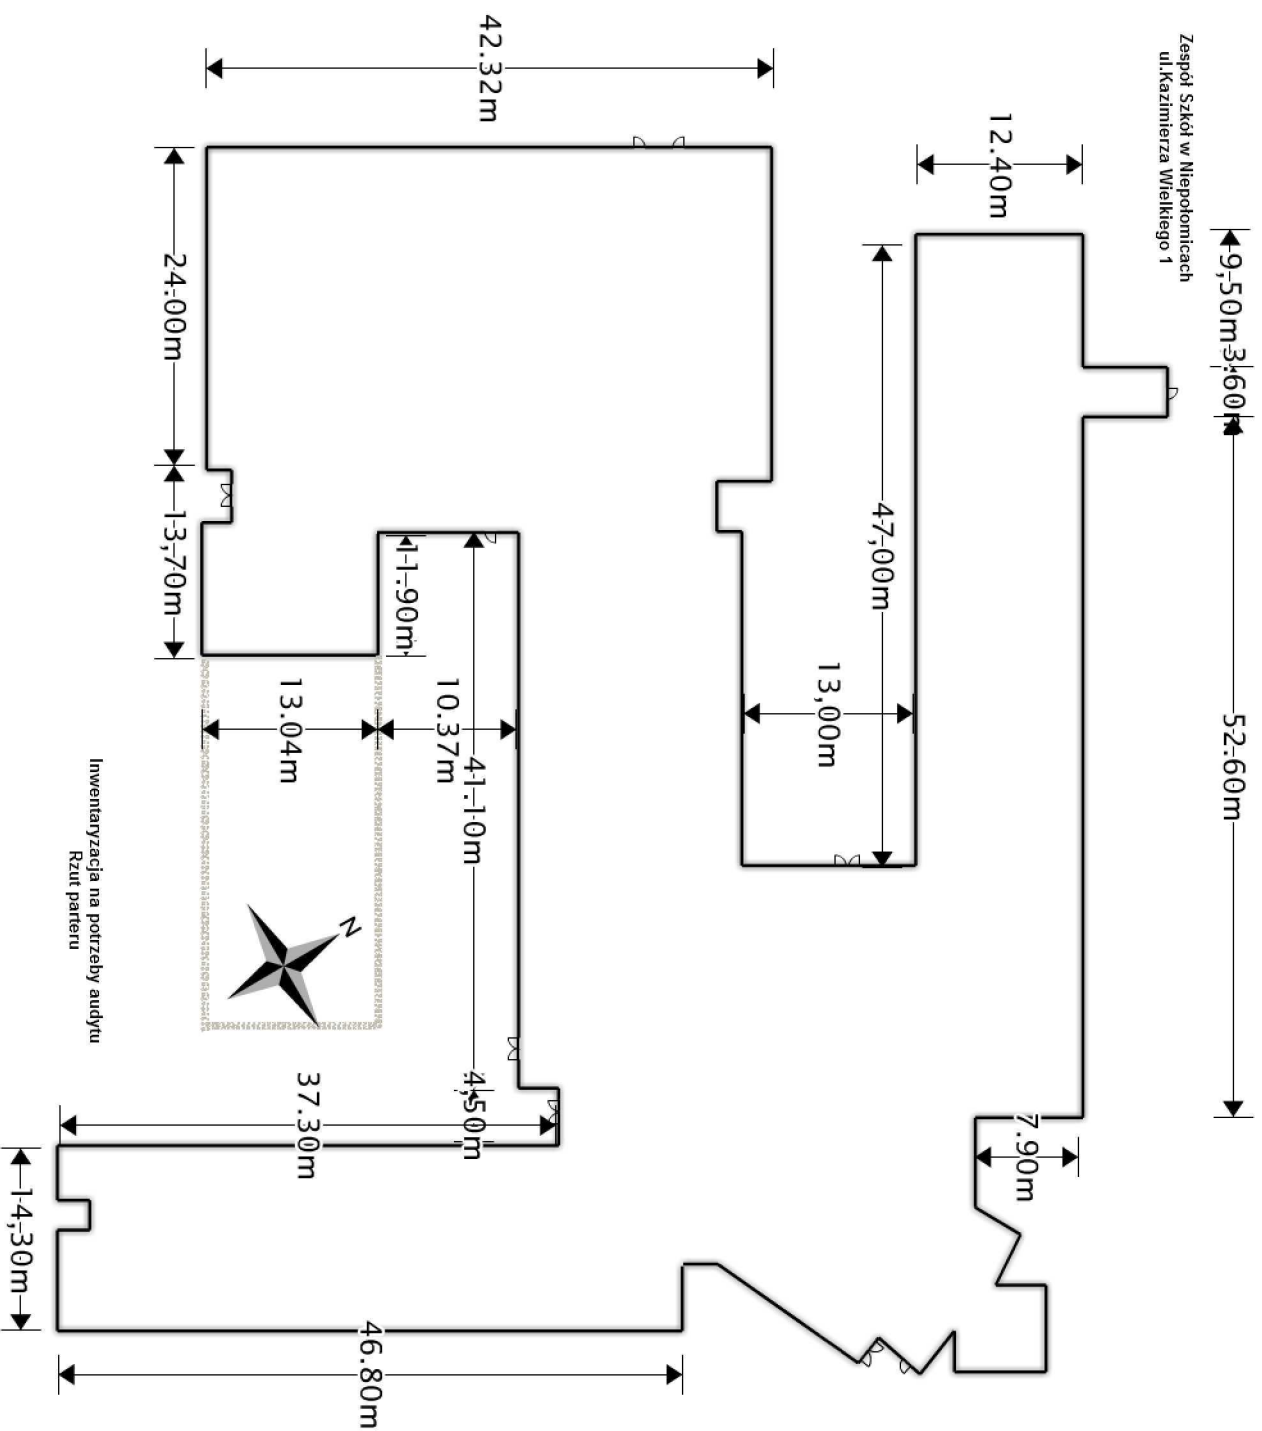 Zespół Szkół w Niepołomicach
ul.Kazimierza Wielkiego 1
42.32m
12.40m
9,50m
3.60m
24.00m
13,70m
11.90m
47,00m
13,00m
52.60m
13.04m
10.37m
41.10m
N
4,50m
37.30m
7.90m
14,30m
46.80m
Inwentaryzacja na potrzeby audytu
Rzut parteru